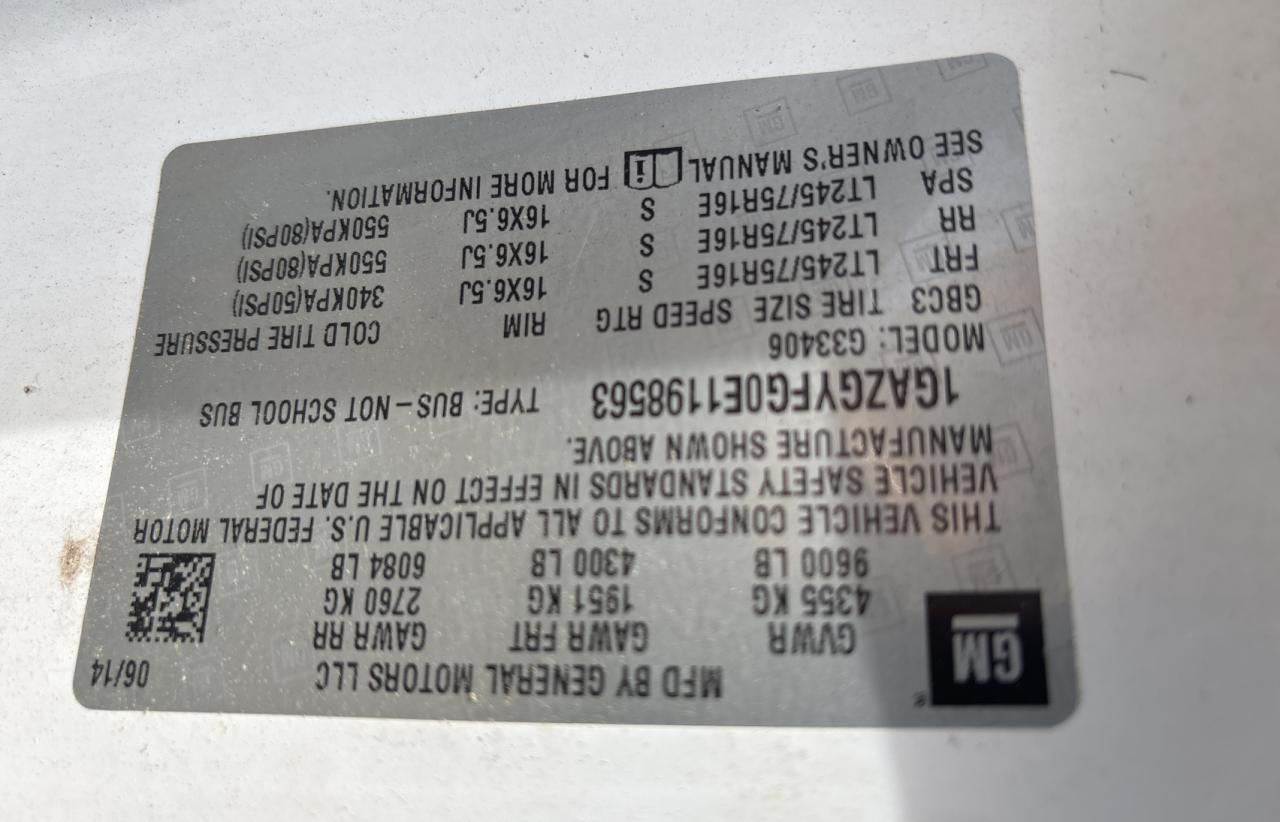 MFD BY GENERAL MOTORS LLC 06/14
GM®
GVWR GAWR FRT GAWR RR
4355 KG 1951 KG 2760 KG
9600 LB 4300 LB 6084 LB
THIS VEHICLE CONFORMS TO ALL APPLICABLE U.S. FEDERAL MOTOR
VEHICLE SAFETY STANDARDS IN EFFECT ON THE DATE OF
MANUFACTURE SHOWN ABOVE.
1GAZGYFG0E1198563 TYPE: BUS-NOT SCHOOL BUS
MODEL: G33406
GBC3 TIRE SIZE SPEED RTG RIM COLD TIRE PRESSURE
FRT LT245/75R16E S 16X6.5J 340KPA(50PSI)
RR LT245/75R16E S 16X6.5J 550KPA(80PSI)
SPA LT245/75R16E S 16X6.5J 550KPA(80PSI)
SEE OWNER'S MANUAL i FOR MORE INFORMATION.